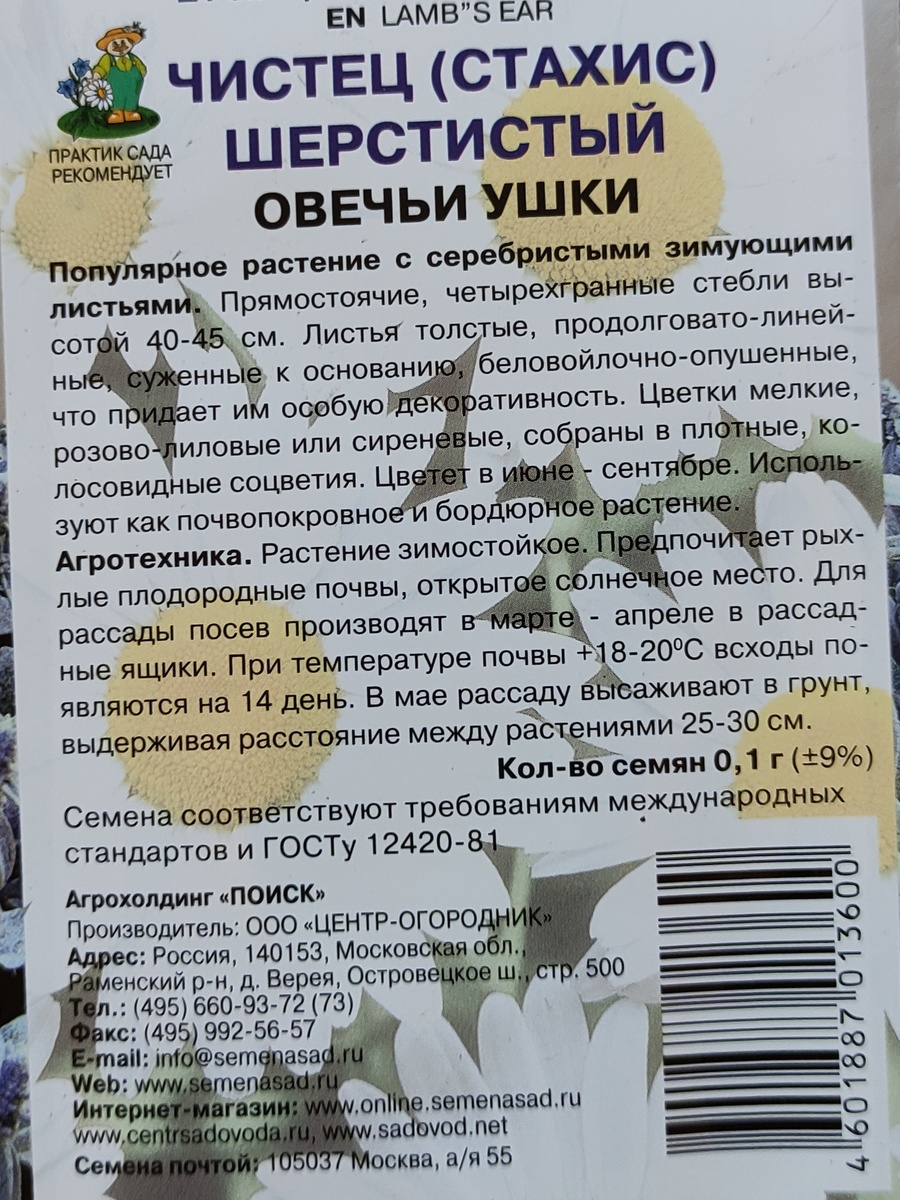 EN LAMB"S EAR
ЧИСТЕЦ (СТАХИС)
ШЕРСТИСТЫЙ
ОВЕЧЬИ УШКИ
ПРАКТИК САДА
РЕКОМЕНДУЕТ
Популярное растение с серебристыми зимующими
листьями. Прямостоячие, четырехгранные стебли вы-
сотой 40-45 см. Листья толстые, продолговато-линей-
ные, суженные к основанию, беловойлочно-опушенные,
что придает им особую декоративность. Цветки мелкие,
розово-лиловые или сиреневые, собраны в плотные, ко-
лосовидные соцветия. Цветет в июне - сентябре. Исполь-
зуют как почвопокровное и бордюрное растение.
Агротехника. Растение зимостойкое. Предпочитает рых-
лые плодородные почвы, открытое солнечное место. Для
рассады посев производят в марте - апреле в рассад-
ные ящики. При температуре почвы +18-20⁰С всходы по-
являются на 14 день. В мае рассаду высаживают в грунт,
выдерживая расстояние между растениями 25-30 см.
Кол-во семян 0,1 г (±9%)
Семена соответствуют требованиям международных
стандартов и ГОСТу 12420-81
Агрохолдинг «ПОИСК»
Производитель: ООО «ЦЕНТР-ОГОРОДНИК»
Адрес: Россия, 140153, Московская обл.,
Раменский р-н, д. Верея, Островецкое ш., стр. 500
Тел.: (495) 660-93-72 (73)
Факс: (495) 992-56-57
E-mail: info@semenasad.ru
Web: www.semenasad.ru
Интернет-магазин: www.online.semenasad.ru
www.centrsadovoda.ru, www.sadovod.net
Семена почтой: 105037 Москва, а/я 55
4 601887 013600